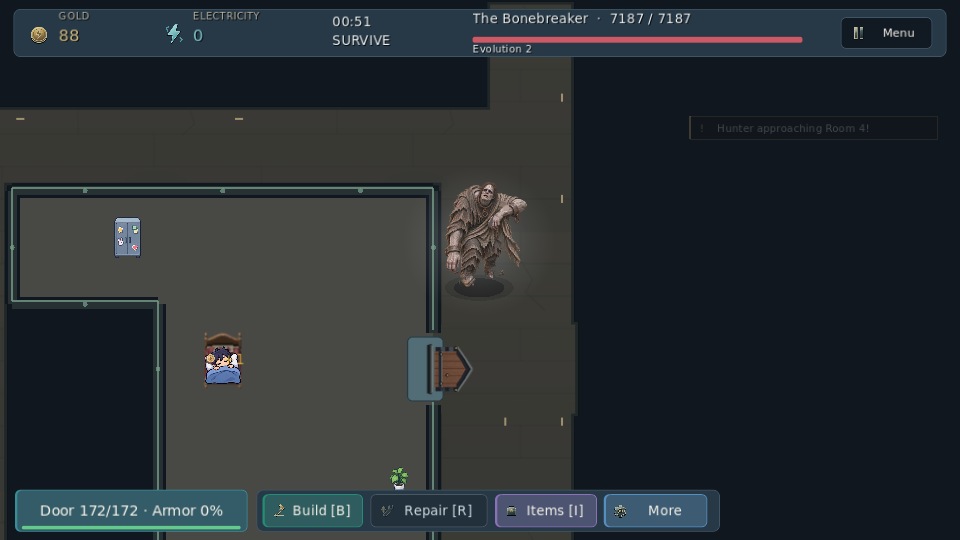 GOLD
88
ELECTRICITY
0
00:51
SURVIVE
The Bonebreaker · 7187 / 7187
Evolution 2
Menu
! Hunter approaching Room 4!
Door 172/172 · Armor 0%
Build [B]
Repair [R]
Items [I]
More